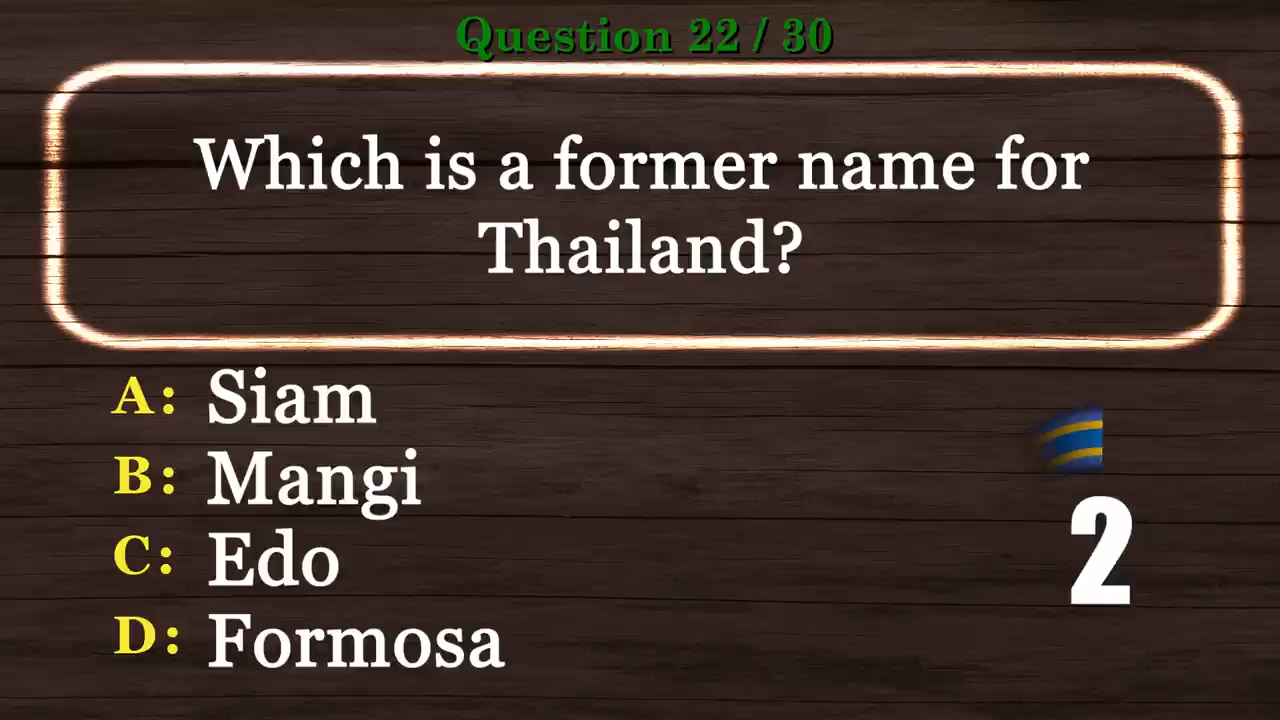 Question 22 / 30
Which is a former name for
Thailand?
A: Siam
B: Mangi
C: Edo
D: Formosa
2